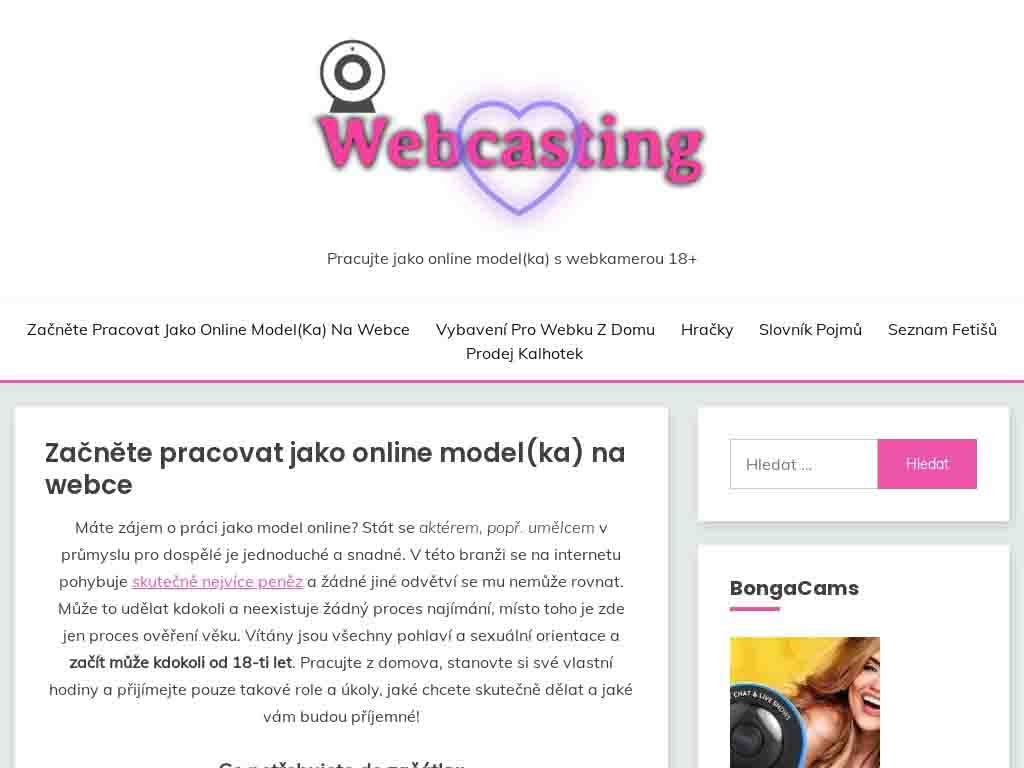 Webcasting
Pracujte jako online model(ka) s webkamerou 18+
Začněte Pracovat Jako Online Model(Ka) Na Webce
Vybavení Pro Webku Z Domu
Hračky
Slovník Pojmů
Seznam Fetišů
Prodej Kalhotek
Začněte pracovat jako online model(ka) na
webce
Máte zájem o práci jako model online? Stát se aktérem, popř. umělcem v
průmyslu pro dospělé je jednoduché a snadné. V této branži se na internetu
pohybuje skutečně nejvíce peněz a žádné jiné odvětví se mu nemůže rovnat.
Může to udělat kdokoli a neexistuje žádný proces najímání, místo toho je zde
jen proces ověření věku. Vítány jsou všechny pohlaví a sexuální orientace a
začít může kdokoli od 18-ti let. Pracujte z domova, stanovte si své vlastní
hodiny a přijímejte pouze takové role a úkoly, jaké chcete skutečně dělat a jaké
vám budou příjemné!
Co potřebujete do začátku
Hledat ...
Hledat
BongaCams
CHAT & LIVE SHOWS